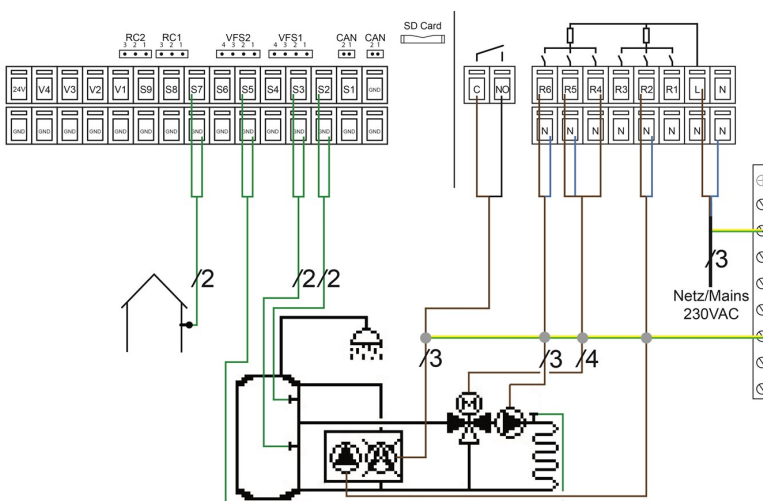 RC2 RC1 VFS2 VFS1 CAN CAN SD Card
3 2 1 3 2 1 4 3 2 1 4 3 2 1 2 1 2 1
24V V4 V3 V2 V1 S9 S8 S7 S6 S5 S4 S3 S2 S1 GND C NO R6 R5 R4 R3 R2 R1 L N
GND GND GND GND GND GND GND GND GND GND GND GND GND GND GND N N N N N N N N
/2 /2 /2 /3
Netz/Mains
230VAC
/3 /3 /4
M